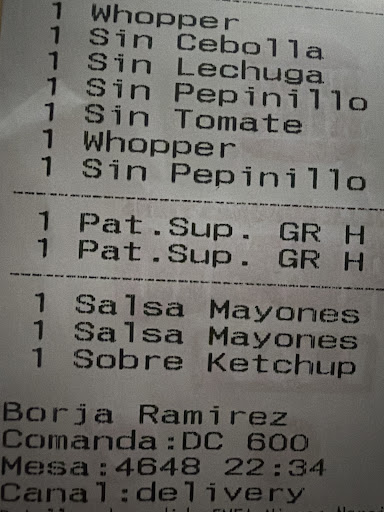 1 Whopper
1 Sin Cebolla
1 Sin Lechuga
1 Sin Pepinillo
1 Sin Tomate
1 Whopper
1 Sin Pepinillo
1 Pat.Sup. GR H
1 Pat.Sup. GR H
1 Salsa Mayones
1 Salsa Mayones
1 Sobre Ketchup
Borja Ramirez
Comanda:DC 600
Mesa:4648 22:34
Canal:delivery